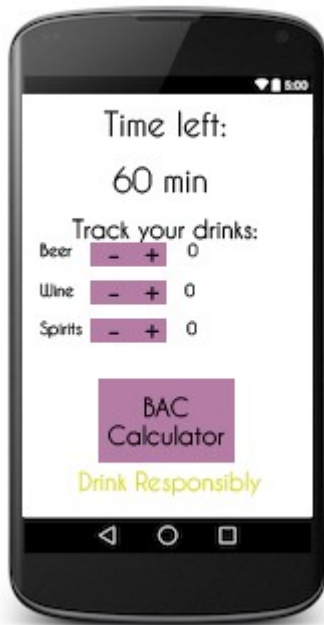 5:00
Time left:
60 min
Track your drinks:
Beer - + 0
Wine - + 0
Spirits - + 0
BAC
Calculator
Drink Responsibly